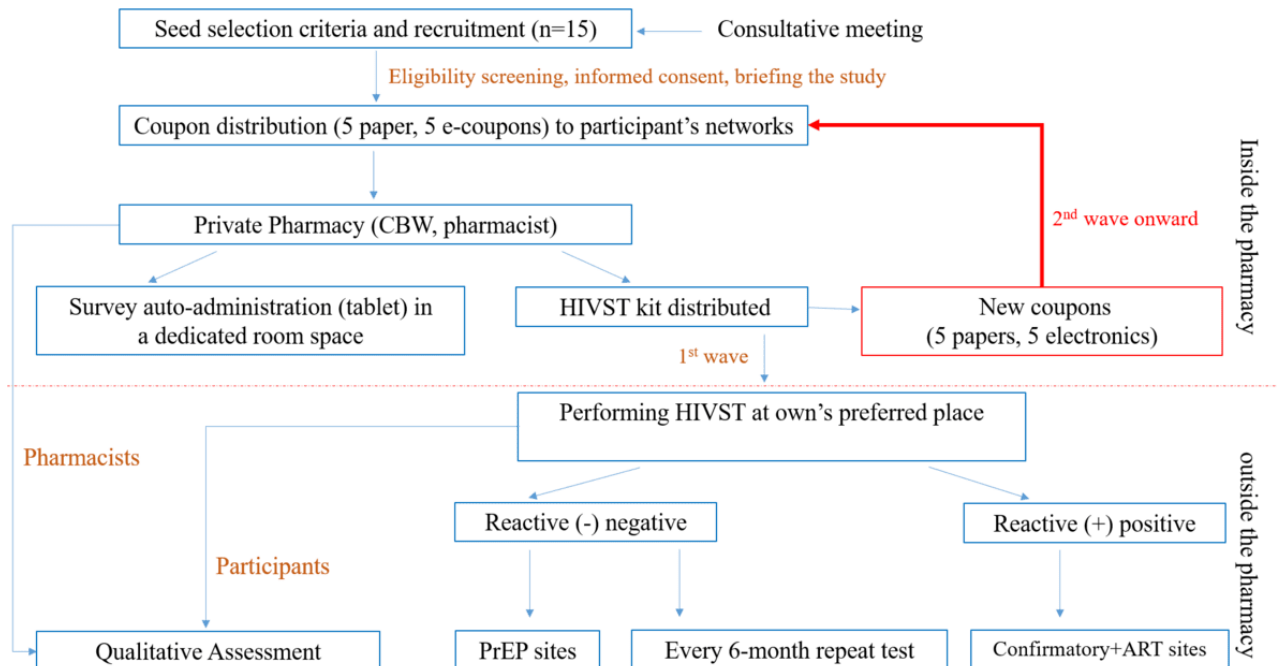 Seed selection criteria and recruitment (n=15)
Consultative meeting
Eligibility screening, informed consent, briefing the study
Coupon distribution (5 paper, 5 e-coupons) to participant's networks
Inside the pharmacy
Private Pharmacy (CBW, pharmacist)
2nd wave onward
Survey auto-administration (tablet) in
a dedicated room space
HIVST kit distributed
New coupons
(5 papers, 5 electronics)
1st wave
Performing HIVST at own's preferred place
outside the pharmacy
Pharmacists
Reactive (-) negative
Reactive (+) positive
Participants
Qualitative Assessment
PrEP sites
Every 6-month repeat test
Confirmatory+ART sites